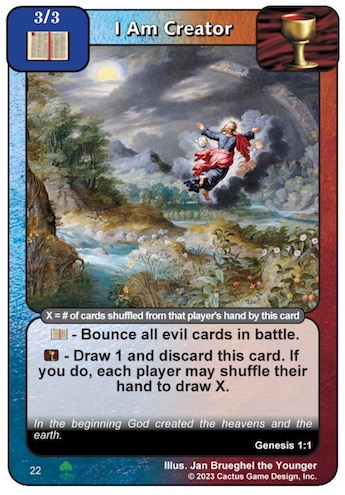 3/3
I Am Creator
X = # of cards shuffled from that player's hand by this card
- Bounce all evil cards in battle.
- Draw 1 and discard this card. If
you do, each player may shuffle their
hand to draw X.
In the beginning God created the heavens and the
earth.
Genesis 1:1
22
Illus. Jan Brueghel the Younger
© 2023 Cactus Game Design, Inc.